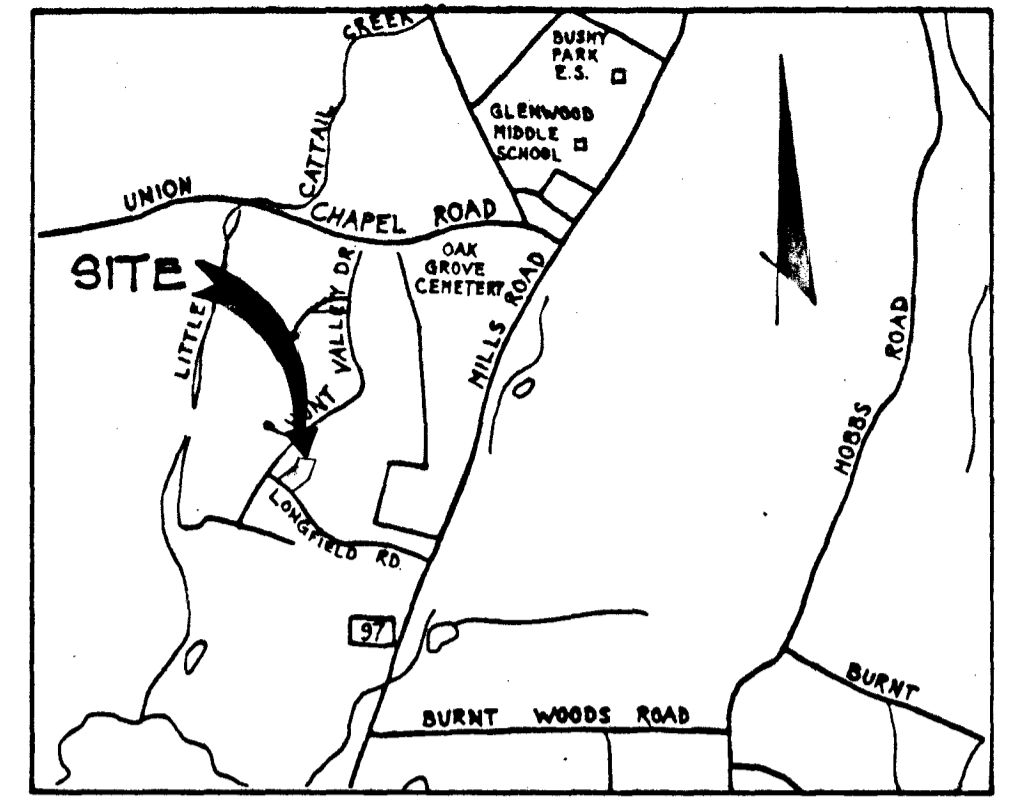 CREEK
BUSHY
PARK
E.S.
GLENWOOD
MIDDLE
SCHOOL
CATTAIL
UNION
CHAPEL ROAD
OAK
GROVE
CEMETERY
SITE
LITTLE
HUNT VALLEY DR.
MILLS ROAD
HOBBS ROAD
LONGFIELD RD.
97
BURNT WOODS ROAD
BURNT